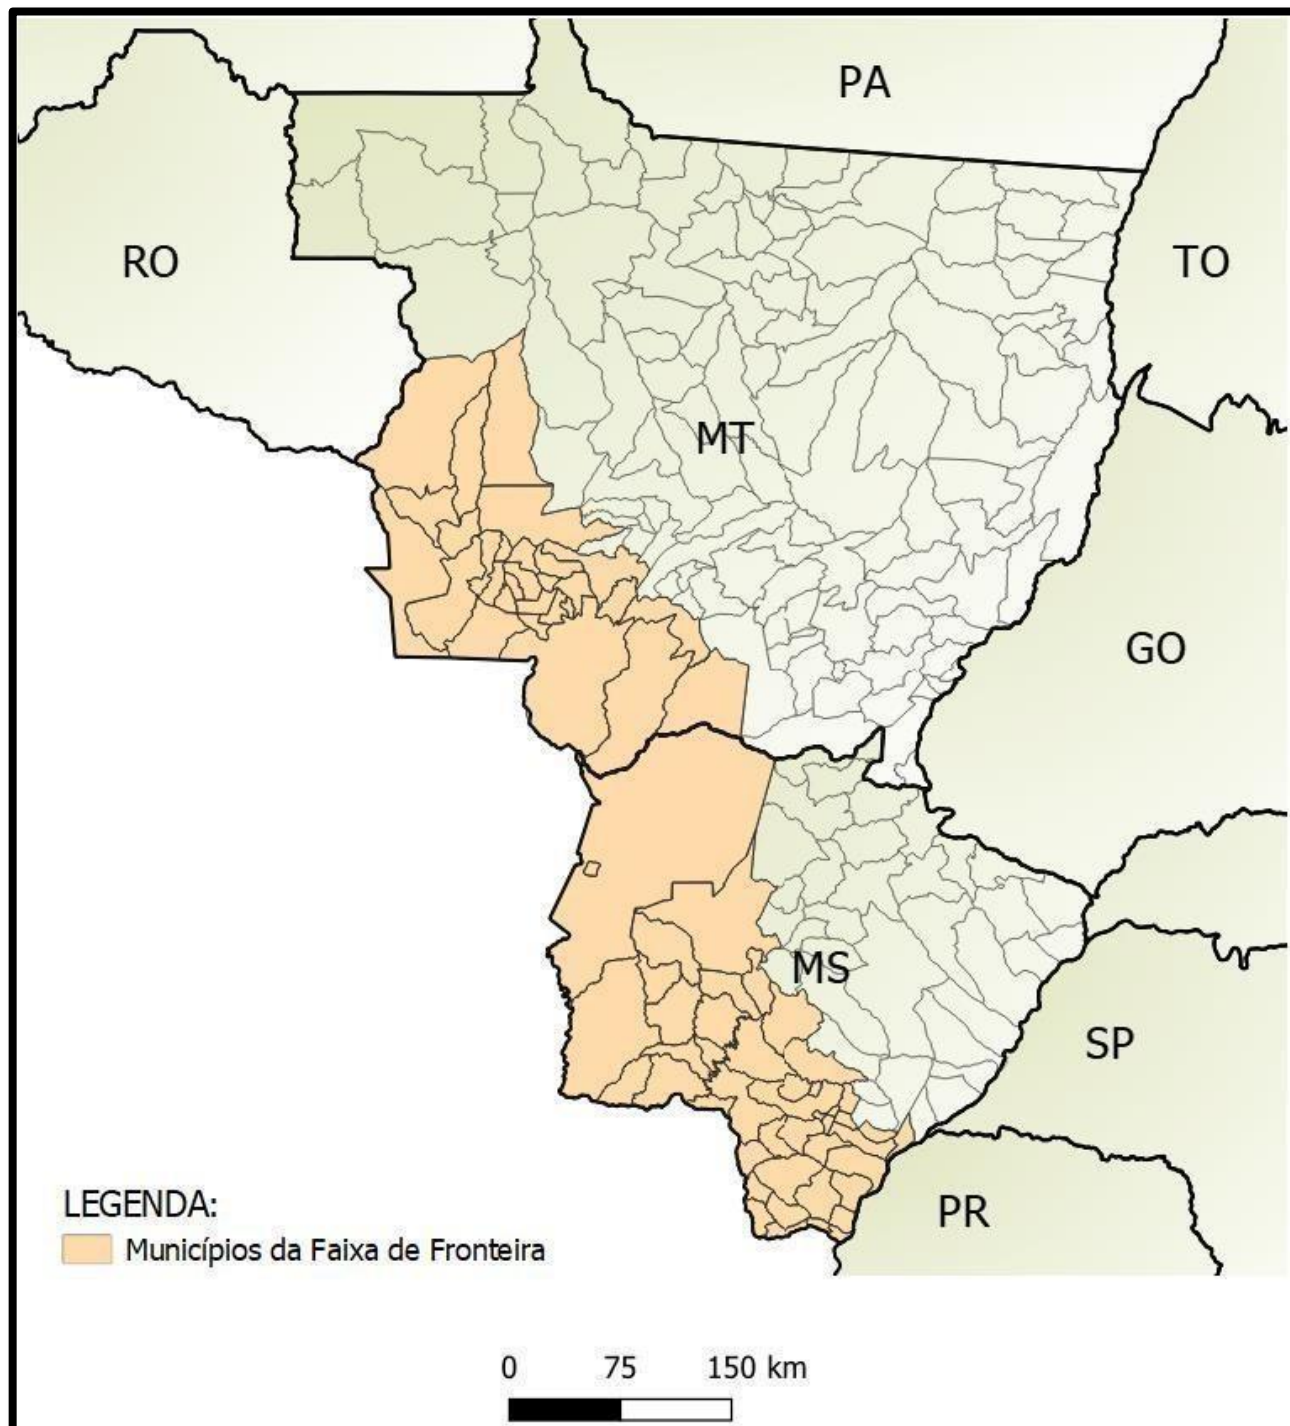 PA
RO
TO
MT
GO
MS
SP
PR
LEGENDA:
Municípios da Faixa de Fronteira
0 75 150 km